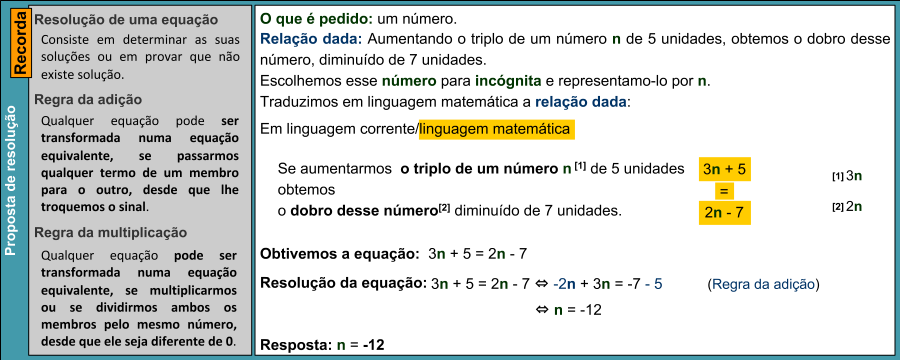 Proposta de resolução
Recorda
Resolução de uma equação
Consiste em determinar as suas
soluções ou em provar que não
existe solução.
Regra da adição
Qualquer equação pode ser
transformada numa equação
equivalente, se passarmos
qualquer termo de um membro
para o outro, desde que lhe
troquemos o sinal.
Regra da multiplicação
Qualquer equação pode ser
transformada numa equação
equivalente, se multiplicarmos
ou se dividirmos ambos os
membros pelo mesmo número,
desde que ele seja diferente de 0.
O que é pedido: um número.
Relação dada: Aumentando o triplo de um número n de 5 unidades, obtemos o dobro desse
número, diminuído de 7 unidades.
Escolhemos esse número para incógnita e representamo-lo por n.
Traduzimos em linguagem matemática a relação dada:
Em linguagem corrente/linguagem matemática
Se aumentarmos o triplo de um número n [1] de 5 unidades 3n + 5 [1] 3n
obtemos =
o dobro desse número[2] diminuído de 7 unidades. 2n - 7 [2] 2n
Obtivemos a equação: 3n + 5 = 2n - 7
Resolução da equação: 3n + 5 = 2n - 7 ⇔ -2n + 3n = -7 - 5 (Regra da adição)
⇔ n = -12
Resposta: n = -12